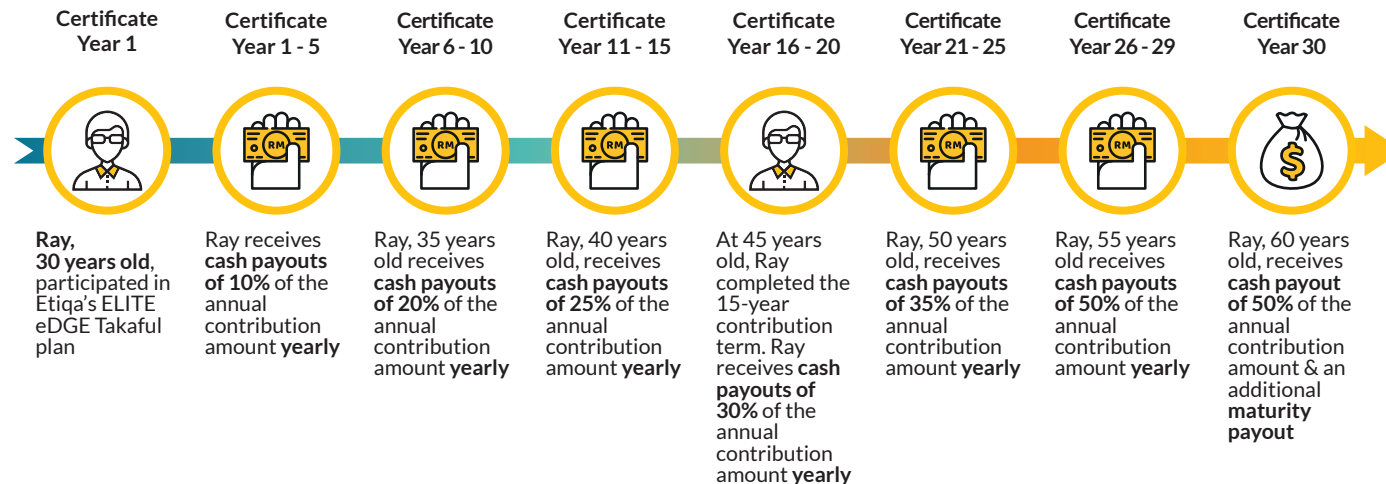 Certificate
Year 1
Certificate
Year 1 - 5
Certificate
Year 6 - 10
Certificate
Year 11 - 15
Certificate
Year 16 - 20
Certificate
Year 21 - 25
Certificate
Year 26 - 29
Certificate
Year 30
RM
RM
RM
RM
RM
$
Ray,
30 years old,
participated in
Etiqa’s ELITE
eDGE Takaful
plan
Ray receives
cash payouts
of 10% of the
annual
contribution
amount yearly
Ray, 35 years
old receives
cash payouts
of 20% of the
annual
contribution
amount yearly
Ray, 40 years
old, receives
cash payouts
of 25% of the
annual
contribution
amount yearly
At 45 years
old, Ray
completed the
15-year
contribution
term. Ray
receives cash
payouts of
30% of the
annual
contribution
amount yearly
Ray, 50 years
old, receives
cash payouts
of 35% of the
annual
contribution
amount yearly
Ray, 55 years
old receives
cash payouts
of 50% of the
annual
contribution
amount yearly
Ray, 60 years
old, receives
cash payout
of 50% of the
annual
contribution
amount & an
additional
maturity
payout